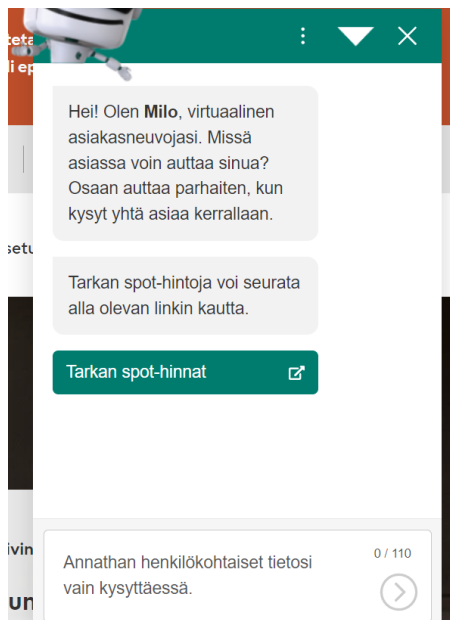 Hei! Olen Milo, virtuaalinen
asiakasneuvojasi. Missä
asiassa voin auttaa sinua?
Osaan auttaa parhaiten, kun
kysyt yhtä asiaa kerrallaan.
Tarkan spot-hintoja voi seurata
alla olevan linkin kautta.
Tarkan spot-hinnat
Annathan henkilökohtaiset tietosi
vain kysyttäessä.
0 / 110